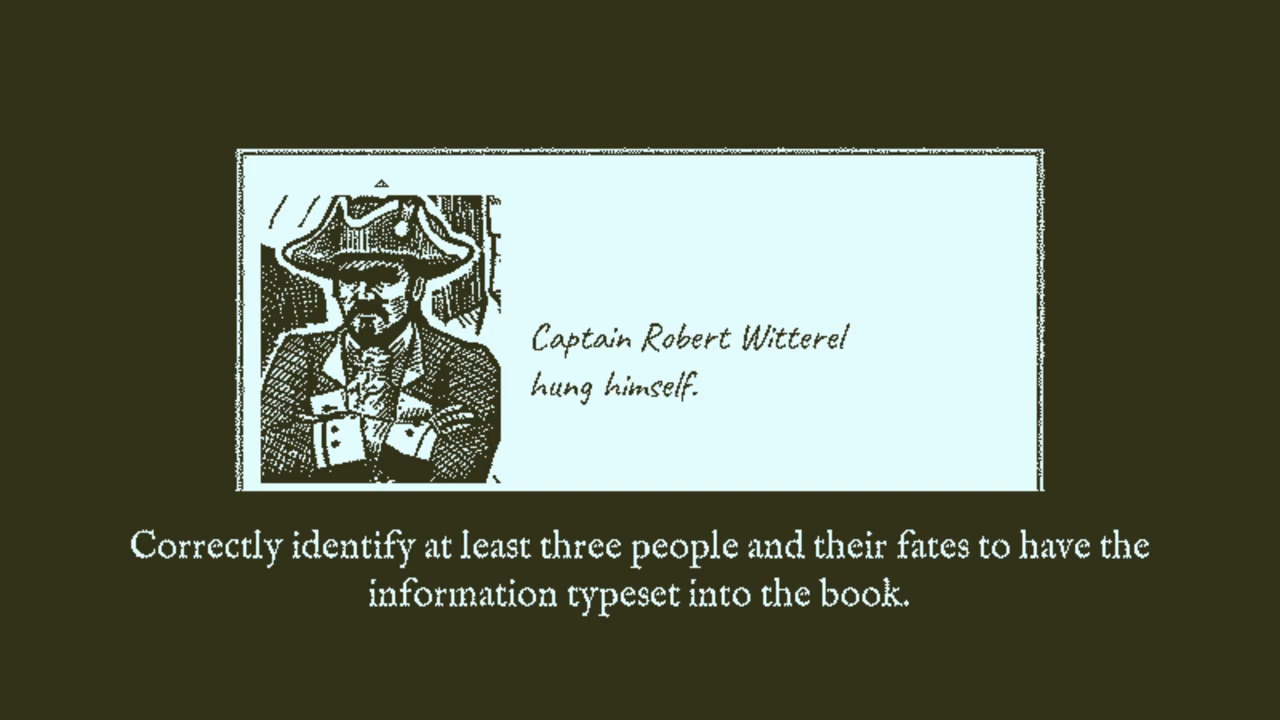 Captain Robert Witterel
hung himself.
Correctly identify at least three people and their fates to have the
information typeset into the book.